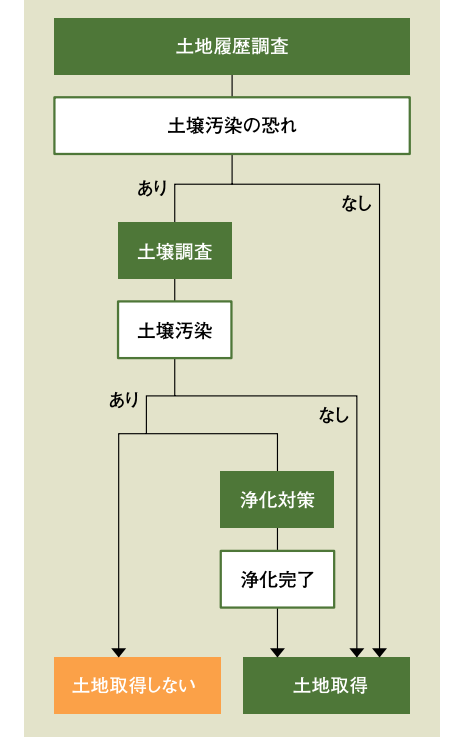 土地履歴調査
土壌汚染の恐れ
あり
なし
土壌調査
土壌汚染
あり
なし
浄化対策
浄化完了
土地取得しない
土地取得